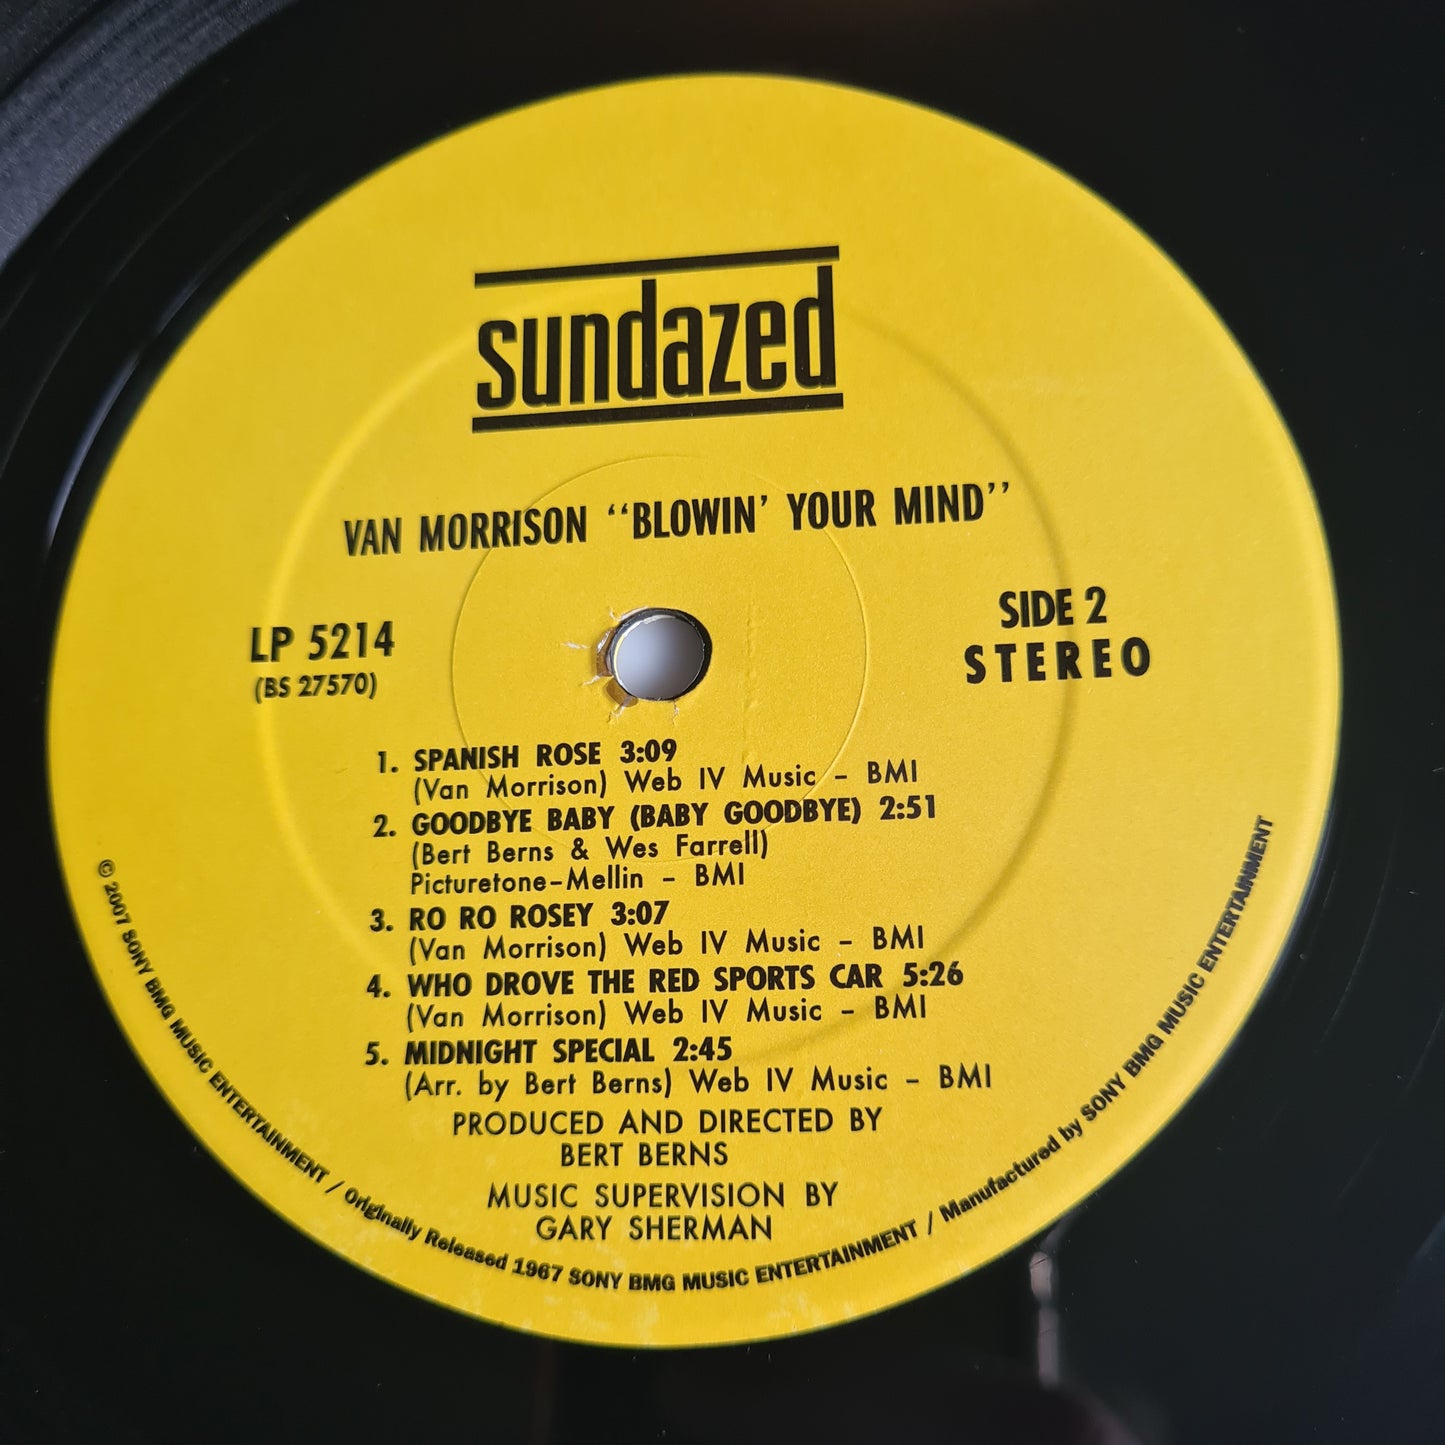 sundazed
VAN MORRISON “BLOWIN’ YOUR MIND”
LP 5214
(BS 27570)
SIDE 2
STEREO
1. SPANISH ROSE 3:09
(Van Morrison) Web IV Music – BMI
2. GOODBYE BABY (BABY GOODBYE) 2:51
(Bert Berns & Wes Farrell)
Picturetone-Mellin – BMI
3. RO RO ROSEY 3:07
(Van Morrison) Web IV Music – BMI
4. WHO DROVE THE RED SPORTS CAR 5:26
(Van Morrison) Web IV Music – BMI
5. MIDNIGHT SPECIAL 2:45
(Arr. by Bert Berns) Web IV Music – BMI
PRODUCED AND DIRECTED BY
BERT BERNS
MUSIC SUPERVISION BY
GARY SHERMAN
© 2007 SONY BMG MUSIC ENTERTAINMENT / Originally Released 1967 SONY BMG MUSIC ENTERTAINMENT / Manufactured by SONY BMG MUSIC ENTERTAINMENT